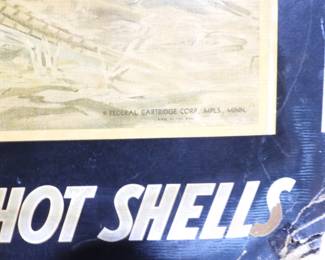 © FEDERAL CARTRIDGE CORP., MPLS., MINN.
HOT SHELLS